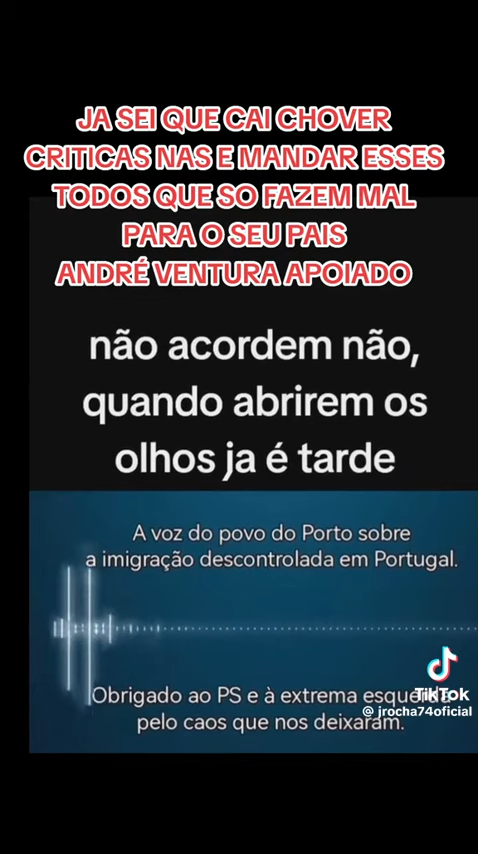 JA SEI QUE CAI CHOVER
CRITICAS NAS E MANDAR ESSES
TODOS QUE SO FAZEM MAL
PARA O SEU PAIS
ANDRÉ VENTURA APOIADO
não acordem não,
quando abrirem os
olhos ja é tarde
A voz do povo do Porto sobre
a imigração descontrolada em Portugal.
Obrigado ao PS e à extrema
pelo caos que nos deixaram.
TikTok
@ jrocha74oficial